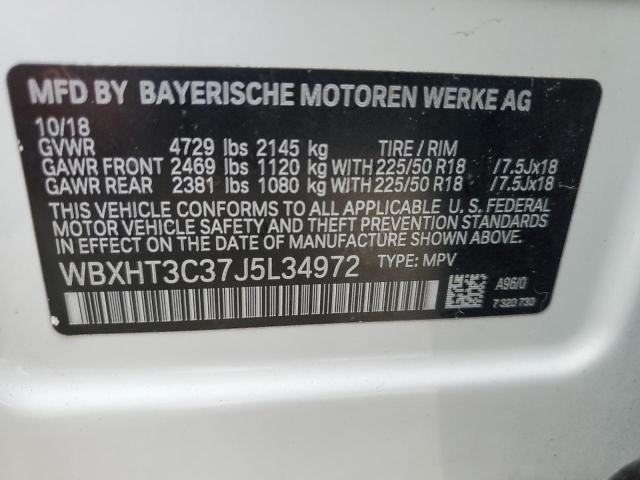 MFD BY BAYERISCHE MOTOREN WERKE AG
10/18
GVWR 4729 lbs 2145 kg TIRE / RIM
GAWR FRONT 2469 lbs 1120 kg WITH 225/50 R18 /7.5Jx18
GAWR REAR 2381 lbs 1080 kg WITH 225/50 R18 /7.5Jx18
THIS VEHICLE CONFORMS TO ALL APPLICABLE U. S. FEDERAL
MOTOR VEHICLE SAFETY AND THEFT PREVENTION STANDARDS
IN EFFECT ON THE DATE OF MANUFACTURE SHOWN ABOVE.
WBXHT3C37J5L34972 TYPE: MPV
A96/0
7 320 730